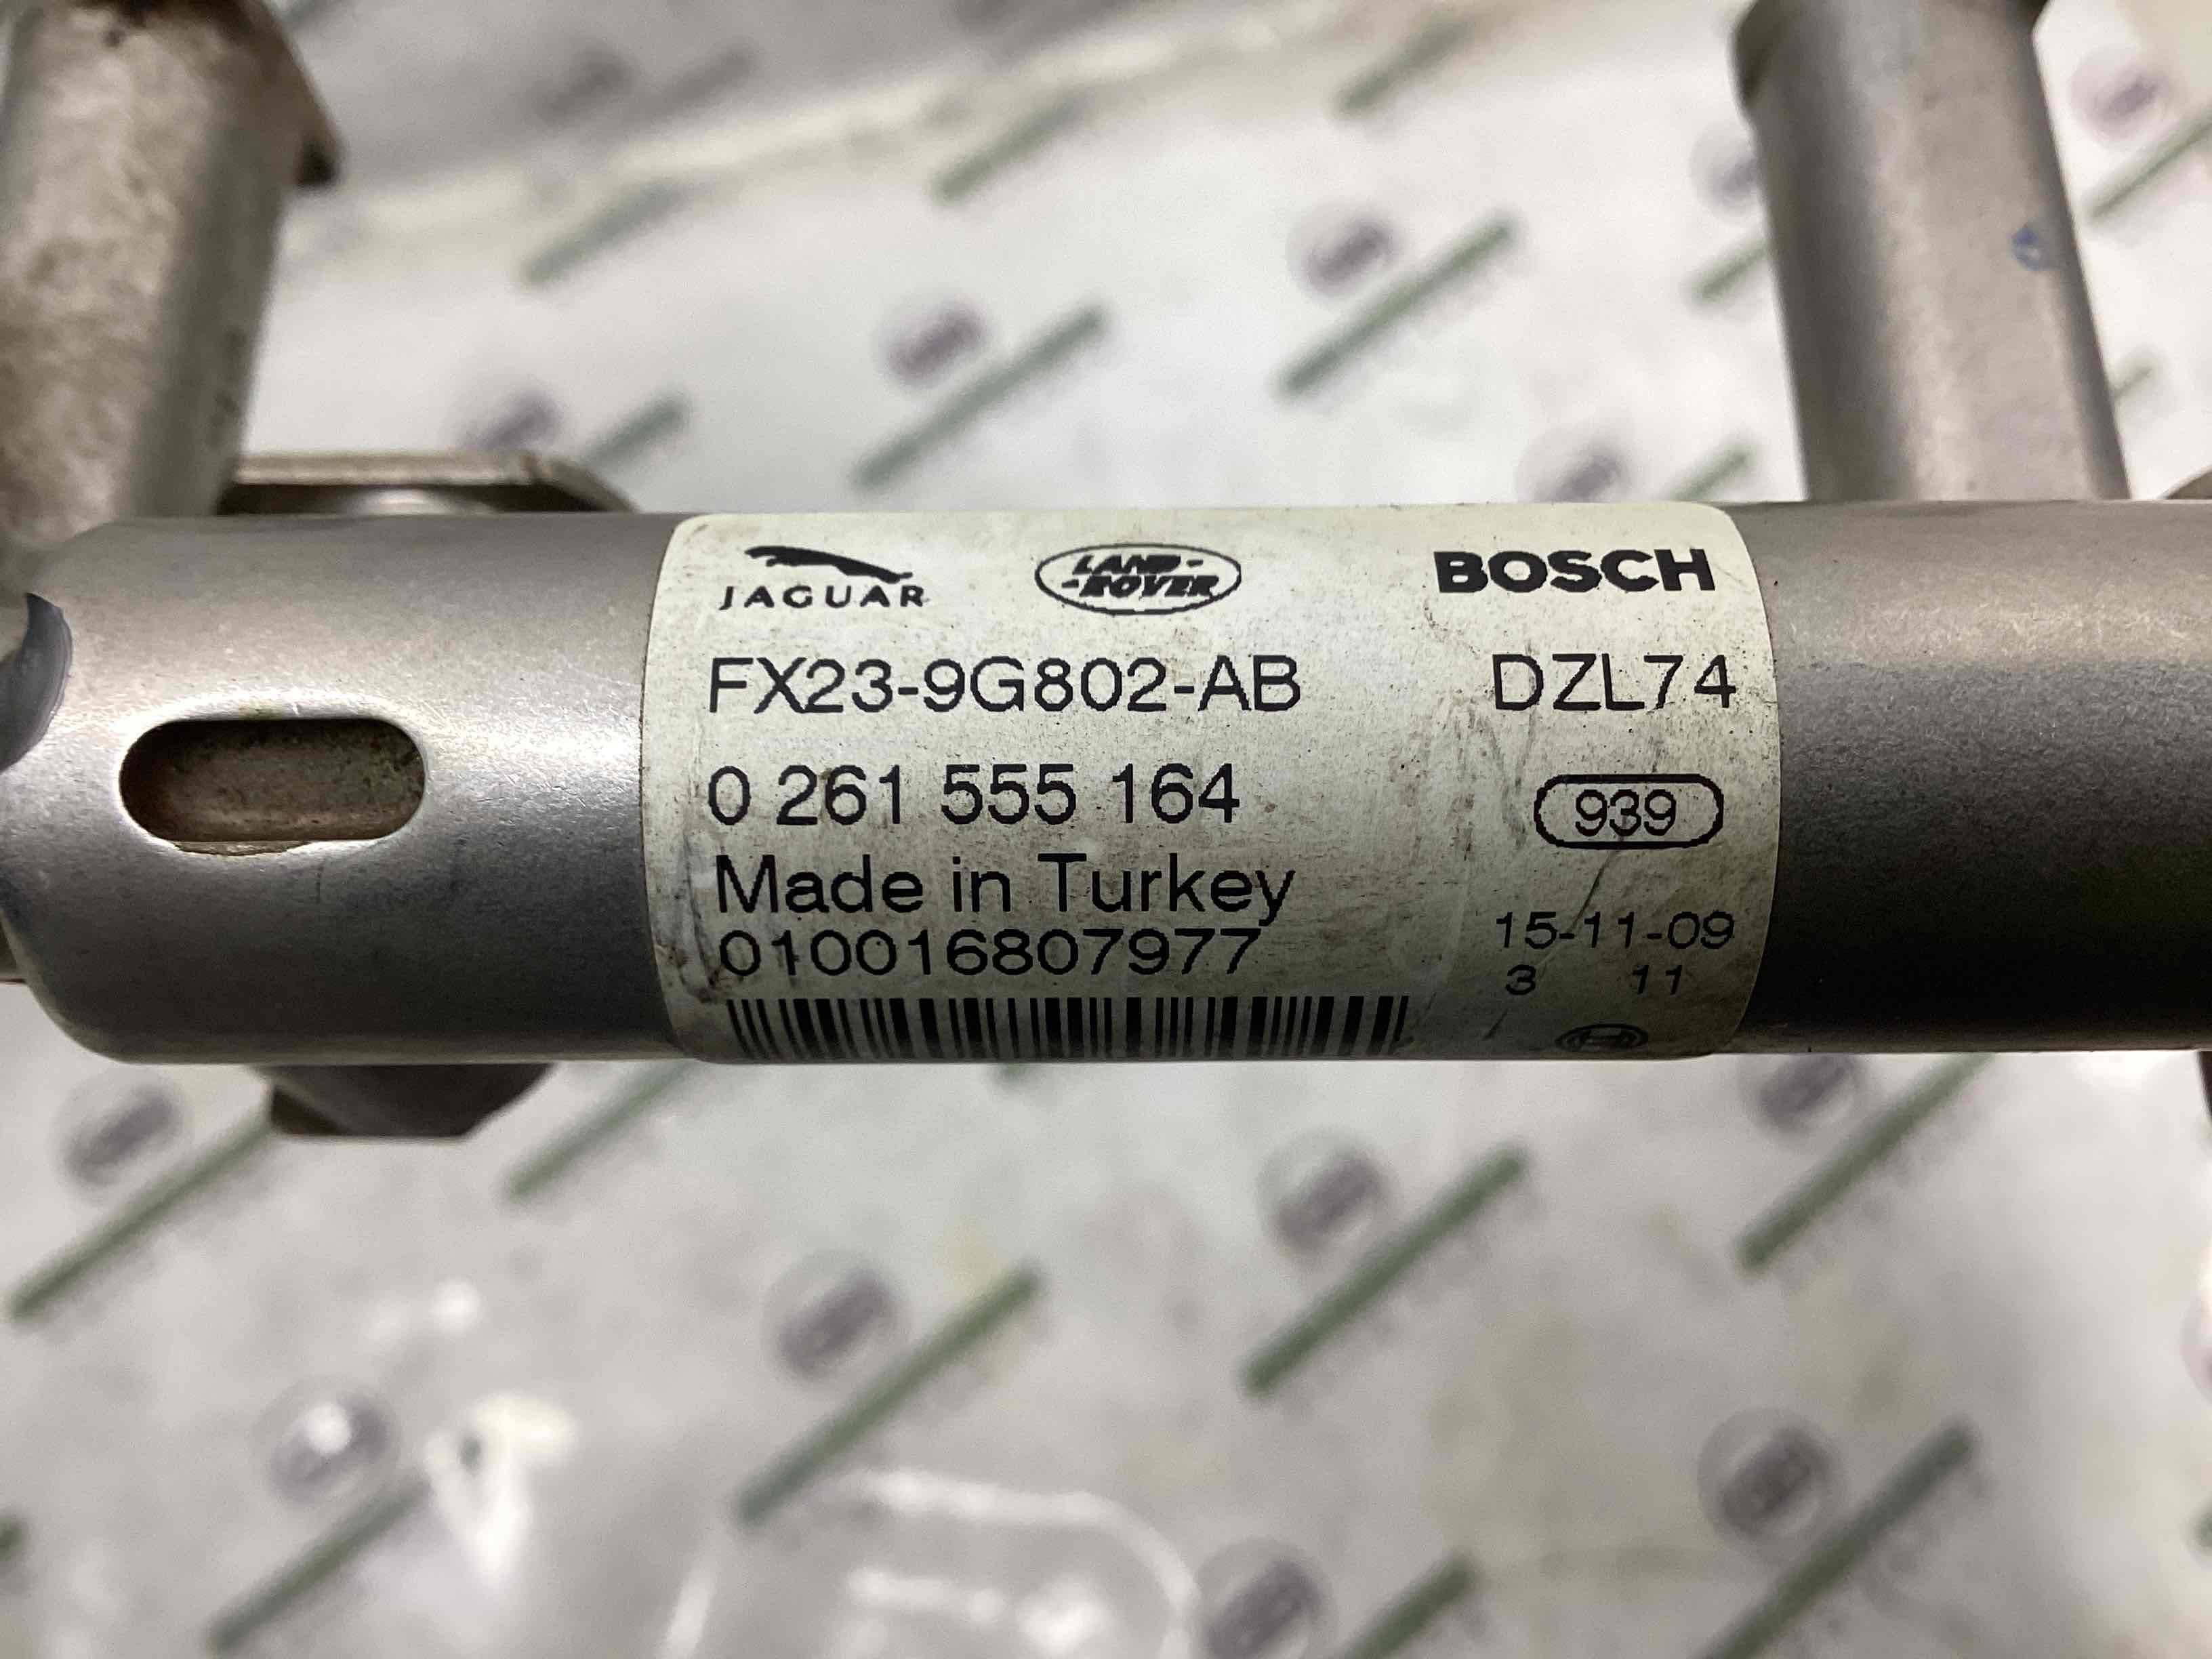 JAGUAR LAND-ROVER BOSCH
FX23-9G802-AB DZL74
0 261 555 164 939
Made in Turkey
010016807977 15-11-09
3 11